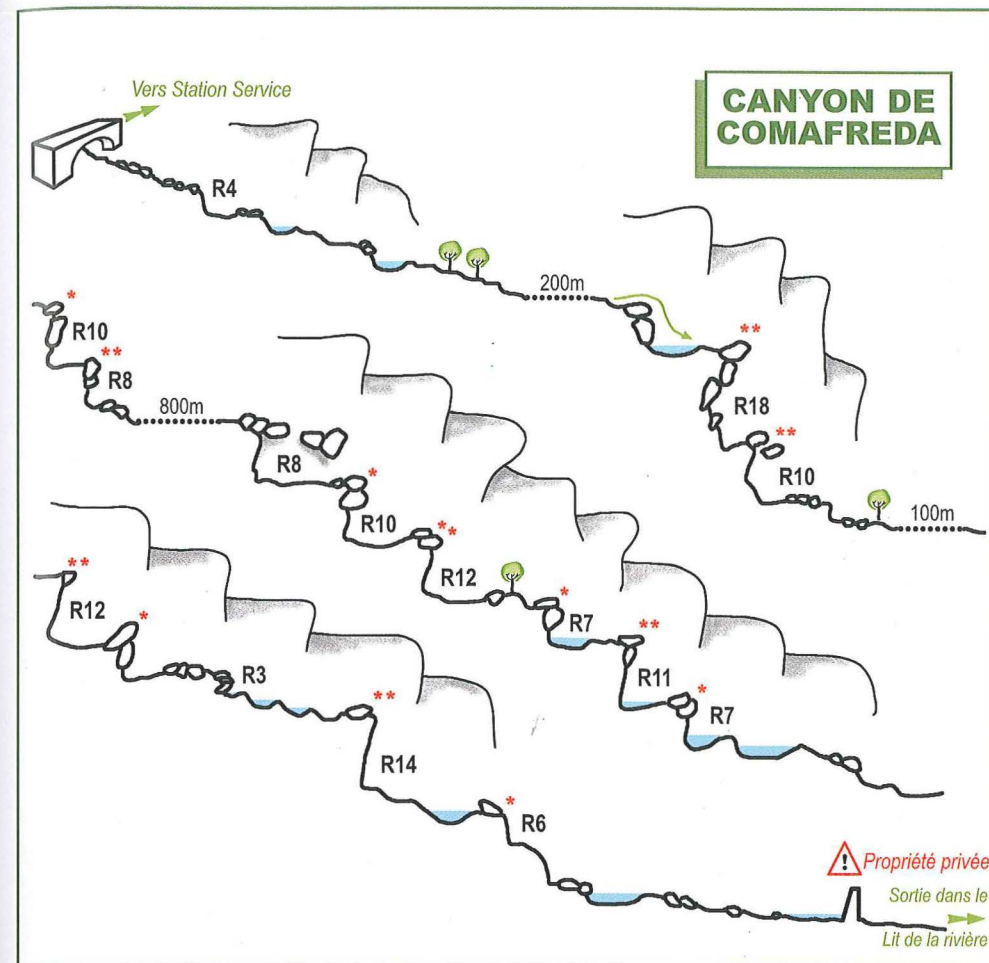 CANYON DE
COMAFREDA
Vers Station Service
R4
200m
**
R18
**
R10
100m
*
R10
**
R8
800m
R8
*
R10
**
R12
*
R7
**
R11
*
R7
**
R12
*
R3
**
R14
*
R6
! Propriété privée
Sortie dans le
Lit de la rivière